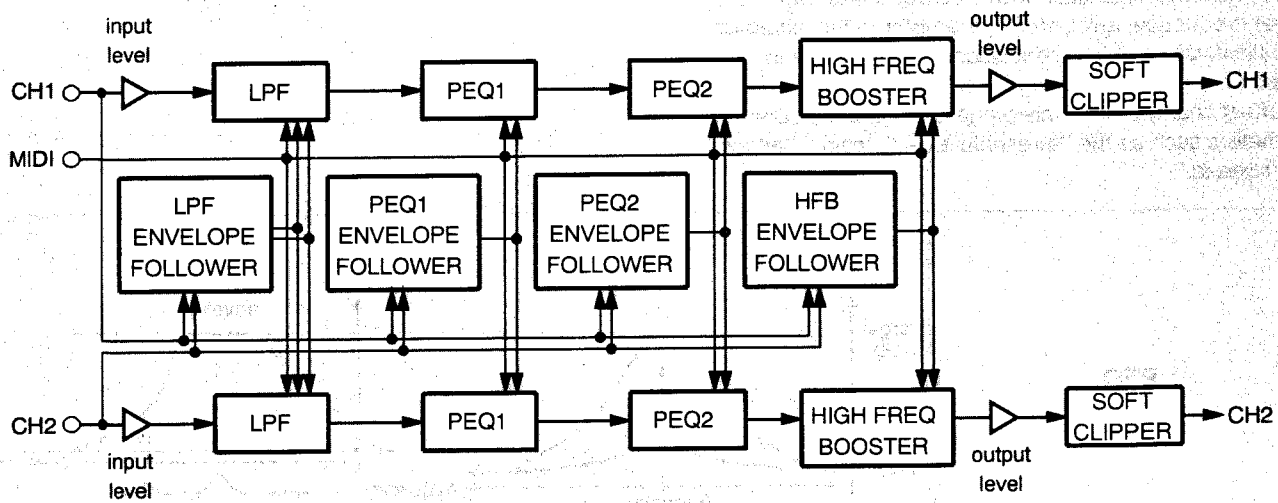 input
level
output
level
CH1
LPF
PEQ1
PEQ2
HIGH FREQ
BOOSTER
SOFT
CLIPPER
CH1
MIDI
LPF
ENVELOPE
FOLLOWER
PEQ1
ENVELOPE
FOLLOWER
PEQ2
ENVELOPE
FOLLOWER
HFB
ENVELOPE
FOLLOWER
CH2
LPF
PEQ1
PEQ2
HIGH FREQ
BOOSTER
SOFT
CLIPPER
CH2
input
level
output
level